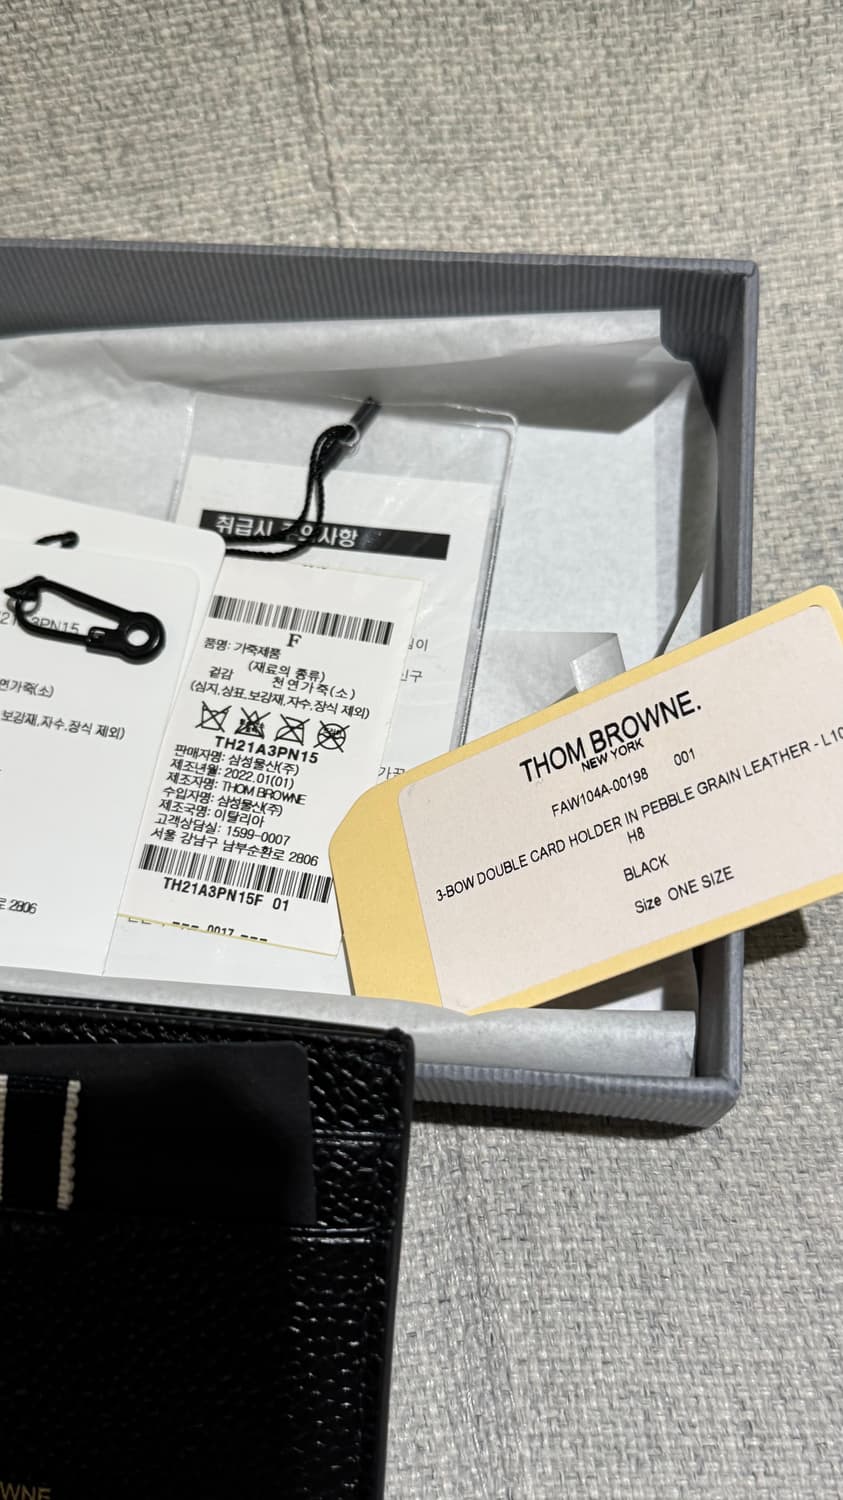 취급시 주의사항
F
품명: 가죽제품
(재료의 종류)
겉감 천연가죽(소)
(심지,상표,보강재,자수,장식 제외)
TH21A3PN15
판매자명: 삼성물산(주)
제조년월: 2022.01(01)
제조자명: THOM BROWNE
수입자명: 삼성물산(주)
제조국명: 이탈리아
고객상담실: 1599-0007
서울 강남구 남부순환로 2806
TH21A3PN15F 01
3PN15
연가죽(소)
보강재,자수,장식 제외)
로 2806
THOM BROWNE.
NEW YORK
FAW104A-00198 001
3-BOW DOUBLE CARD HOLDER IN PEBBLE GRAIN LEATHER - L10
H8
BLACK
Size ONE SIZE
WNE